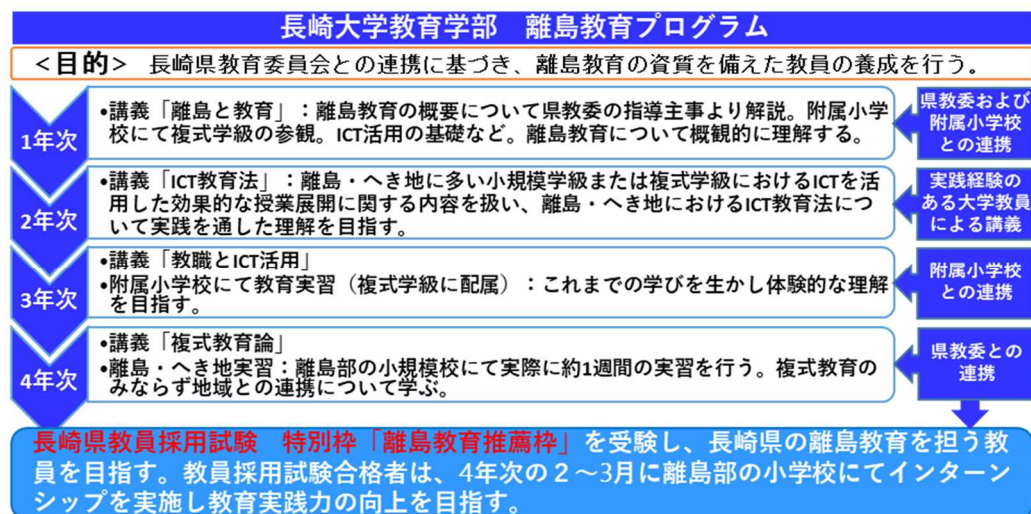 長崎大学教育学部　離島教育プログラム
<目的>　長崎県教育委員会との連携に基づき、離島教育の資質を備えた教員の養成を行う。
1年次
•講義「離島と教育」：離島教育の概要について県教委の指導主事より解説。附属小学
校にて複式学級の参観。ICT活用の基礎など。離島教育について概観的に理解する。
県教委および
附属小学校
との連携
2年次
•講義「ICT教育法」：離島・へき地に多い小規模学級または複式学級におけるICTを活
用した効果的な授業展開に関する内容を扱い、離島・へき地におけるICT教育法につ
いて実践を通した理解を目指す。
実践経験の
ある大学教員
による講義
3年次
•講義「教職とICT活用」
•附属小学校にて教育実習（複式学級に配属）：これまでの学びを生かし体験的な理解
を目指す。
附属小学校
との連携
4年次
•講義「複式教育論」
•離島・へき地実習：離島部の小規模校にて実際に約1週間の実習を行う。複式教育の
みならず地域との連携について学ぶ。
県教委との
連携
長崎県教員採用試験　特別枠「離島教育推薦枠」を受験し、長崎県の離島教育を担う教
員を目指す。教員採用試験合格者は、4年次の２～3月に離島部の小学校にてインターン
シップを実施し教育実践力の向上を目指す。